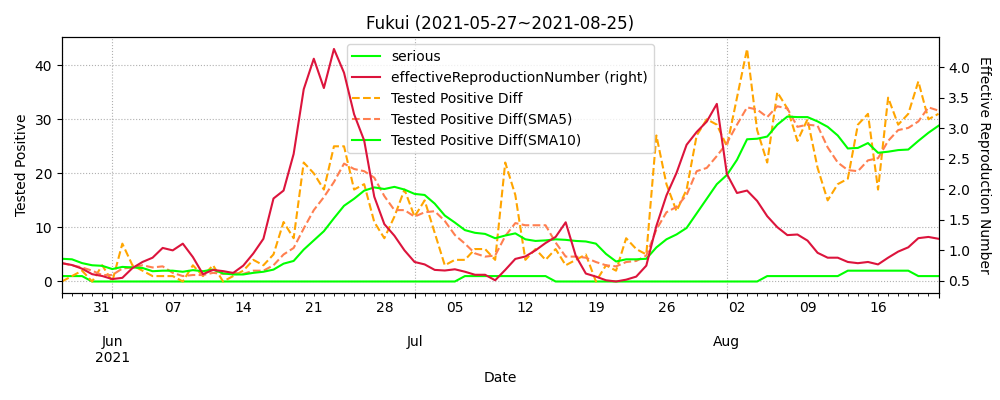 Fukui (2021-05-27~2021-08-25)
serious
effectiveReproductionNumber (right)
Tested Positive Diff
Tested Positive Diff(SMA5)
Tested Positive Diff(SMA10)
Tested Positive
40
30
20
10
0
Effective Reproduction Number
4.0
3.5
3.0
2.5
2.0
1.5
1.0
0.5
31 07 14 21 28 05 12 19 26 02 09 16
Jun Jul Aug
2021
Date